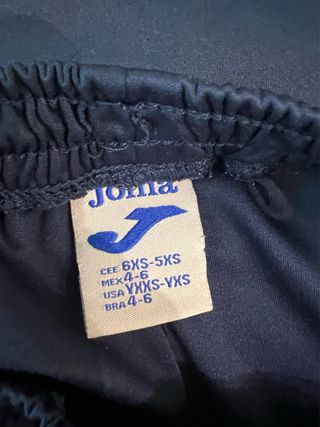 Joma
CEE 6XS-5XS
MEX 4-6
USA YXXS-YXS
BRA 4-6